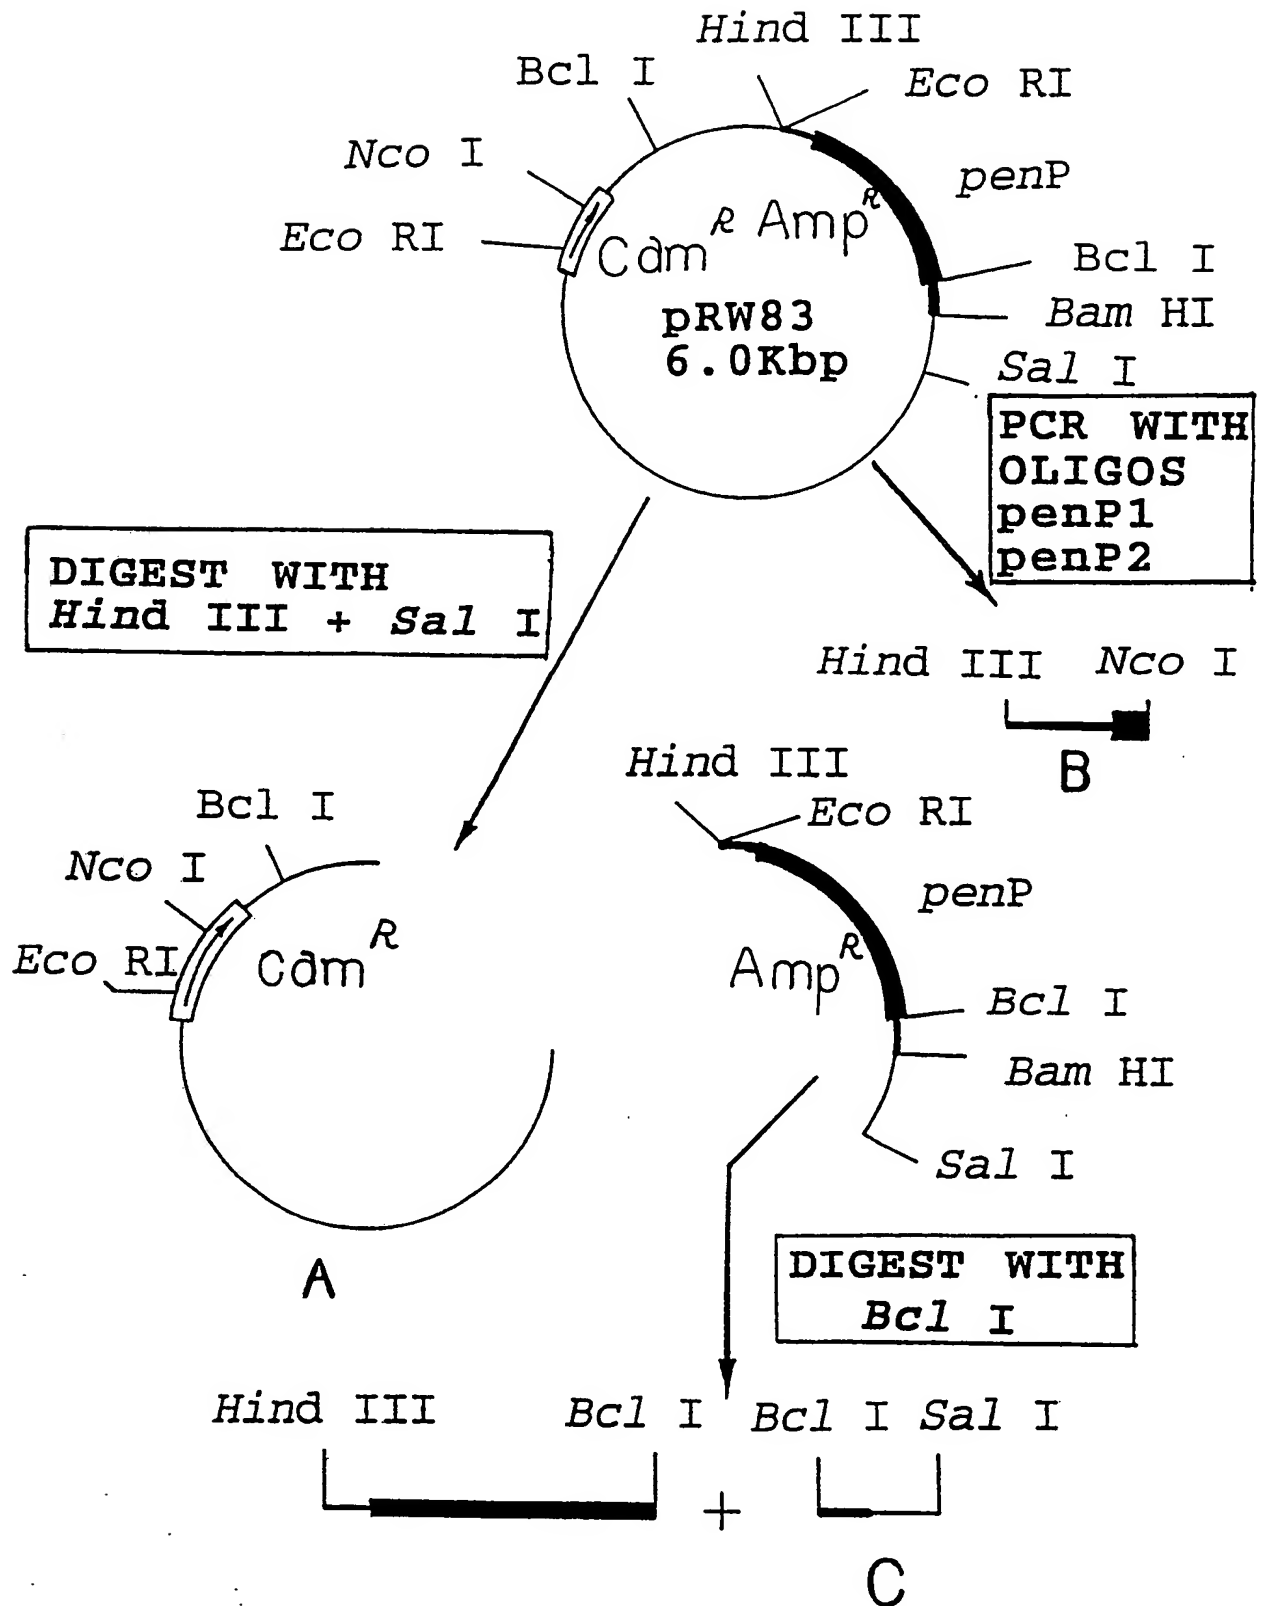 Hind III
Bcl I
Eco RI
Nco I
penP
Eco RI
Cam^R Amp^R
Bcl I
pRW83
Bam HI
6.0Kbp
Sal I
PCR WITH
OLIGOS
penP1
penP2
DIGEST WITH
Hind III + Sal I
Hind III Nco I
B
Hind III
Eco RI
Bcl I
Nco I
penP
Eco RI
Cam^R
Amp^R
Bcl I
Bam HI
Sal I
A
DIGEST WITH
Bcl I
Hind III Bcl I Bcl I Sal I
+
C